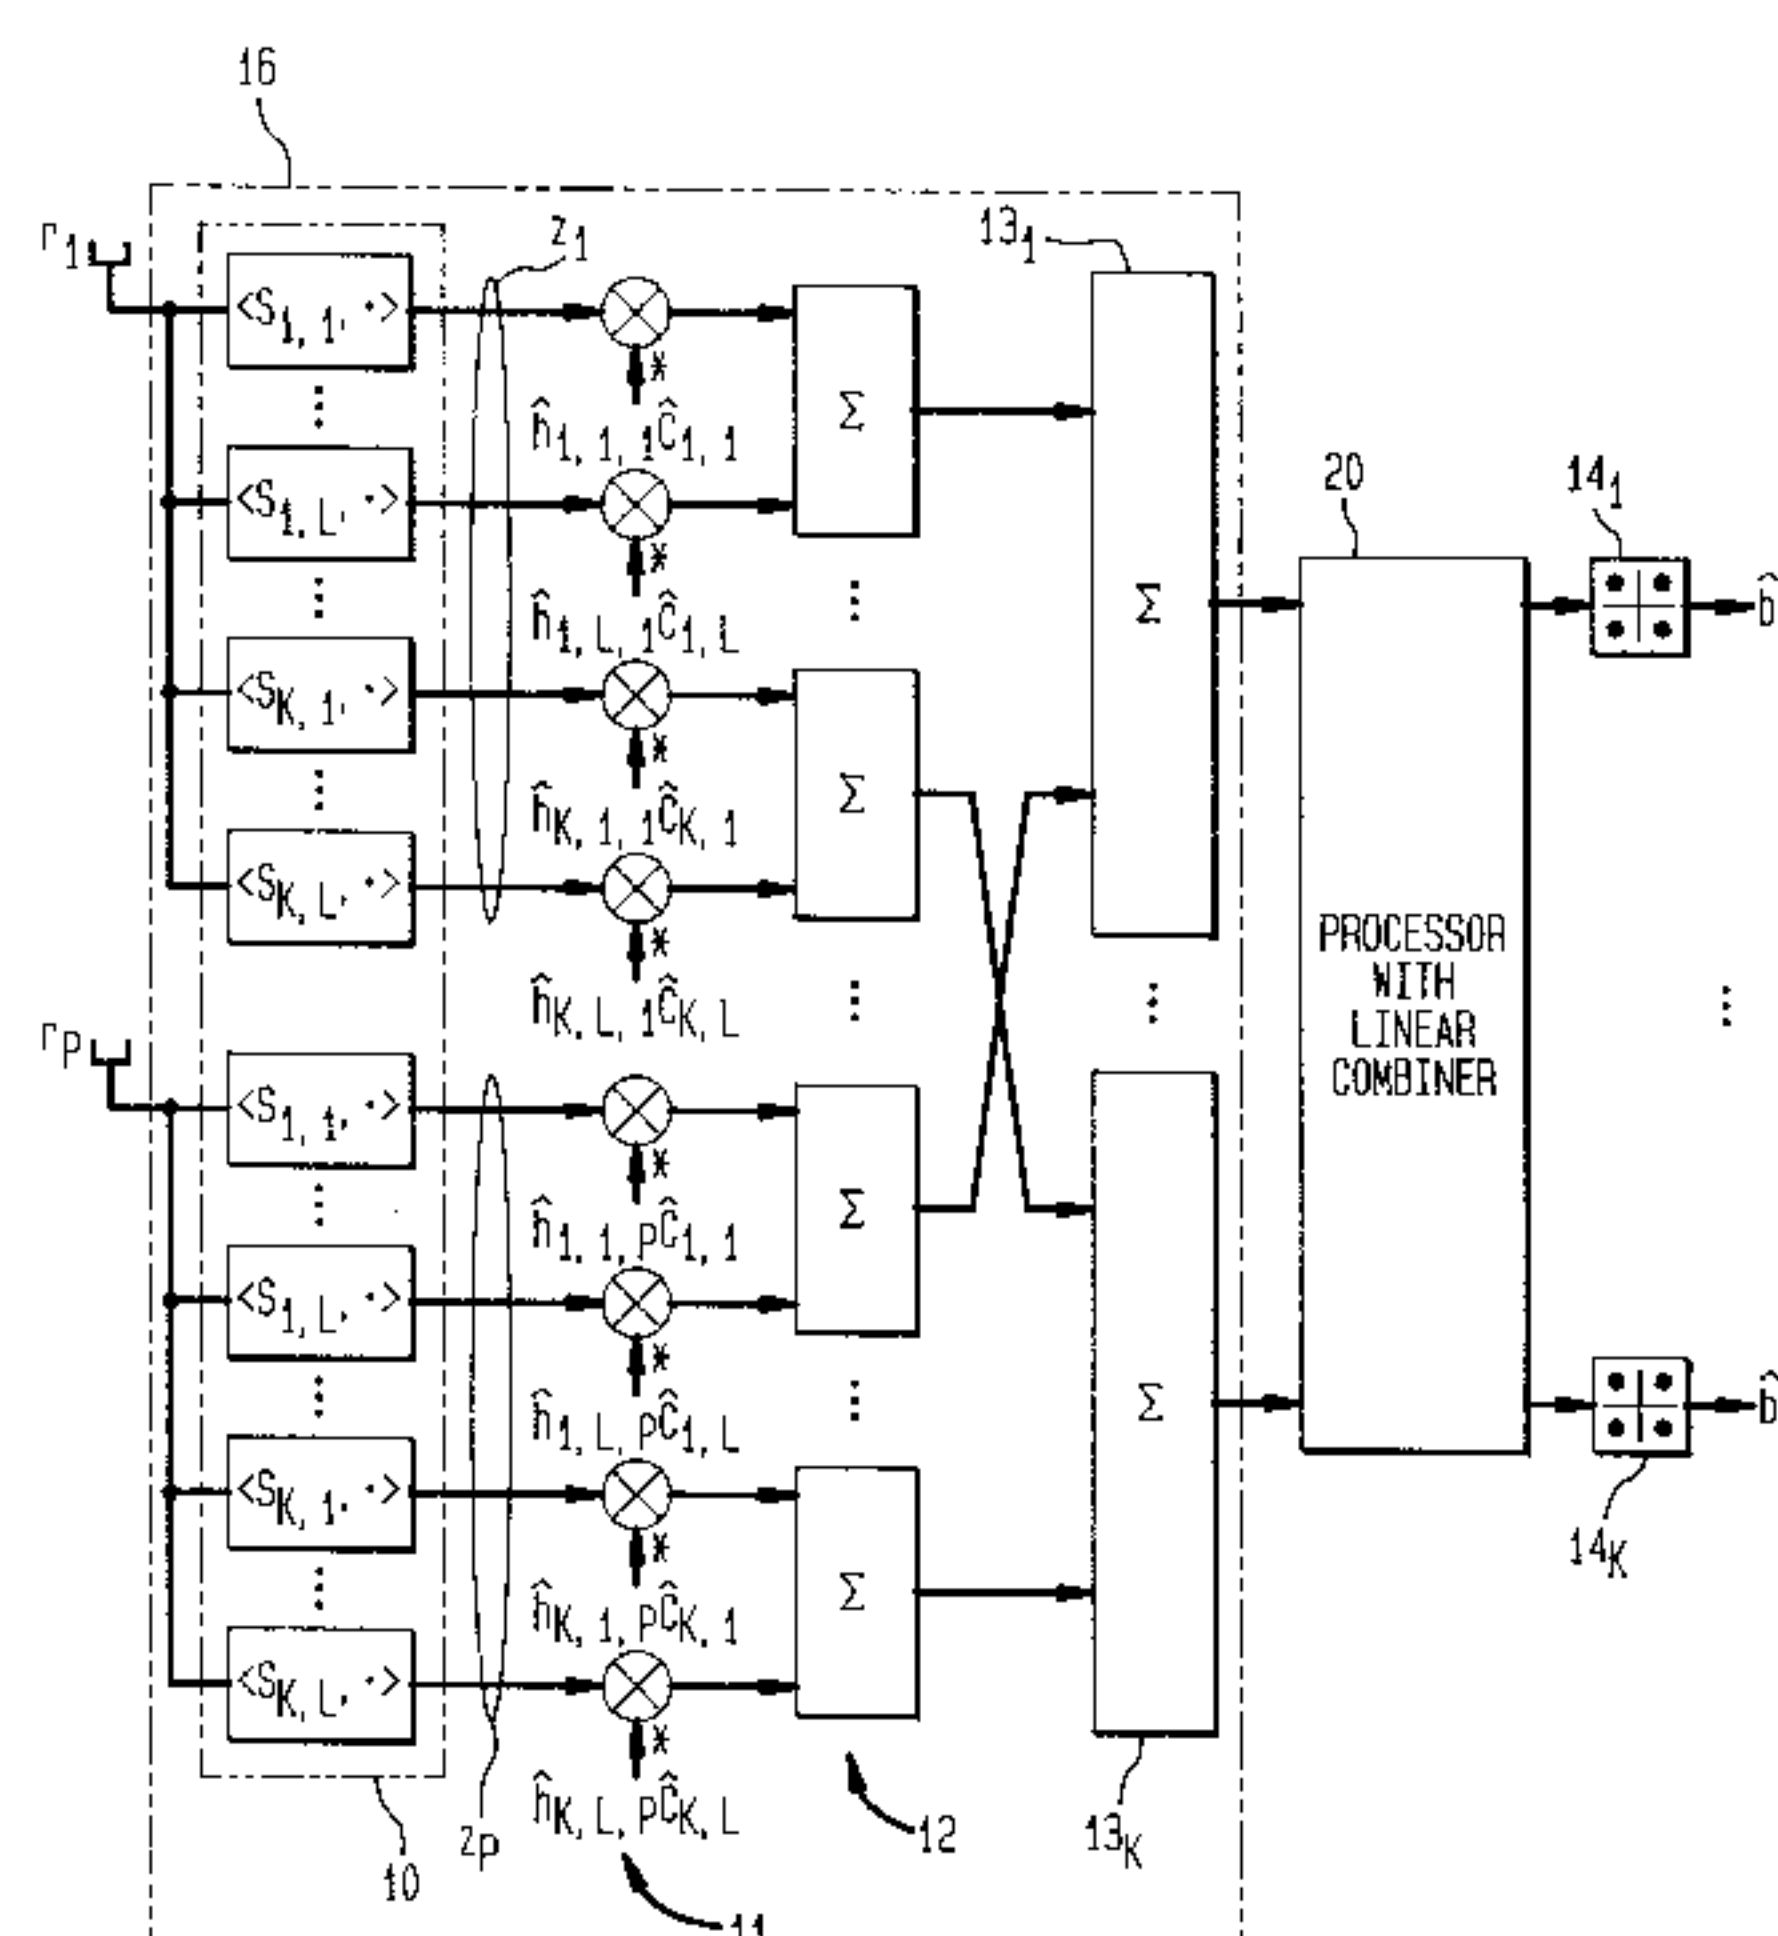 16
r1
z1
131
<S1,1, ·>
Σ
*
ĥ1,1,1Ĉ1,1
20
141
<S1,L, ·>
*
ĥ1,L,1Ĉ1,L
Σ
b̂
<SK,1, ·>
*
ĥK,1,1ĈK,1
Σ
<SK,L, ·>
*
ĥK,L,1ĈK,L
PROCESSOR
WITH
LINEAR
COMBINER
rP
<S1,1, ·>
*
ĥ1,1,PĈ1,1
Σ
<S1,L, ·>
*
ĥ1,L,PĈ1,L
Σ
b̂
<SK,1, ·>
*
ĥK,1,PĈK,1
Σ
14K
<SK,L, ·>
*
ĥK,L,PĈK,L
10
zP
12
13K
11